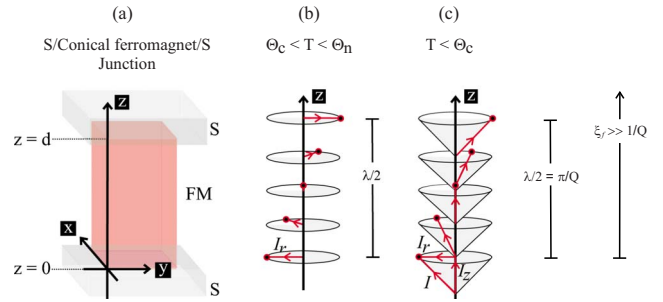 (a)
S/Conical ferromagnet/S
Junction
z
z = d
S
FM
x
z = 0
y
S
(b)
Θc < T < Θn
z
λ/2
Ir
(c)
T < Θc
z
λ/2 = π/Q
Ir
Iz
I
ξf >> 1/Q